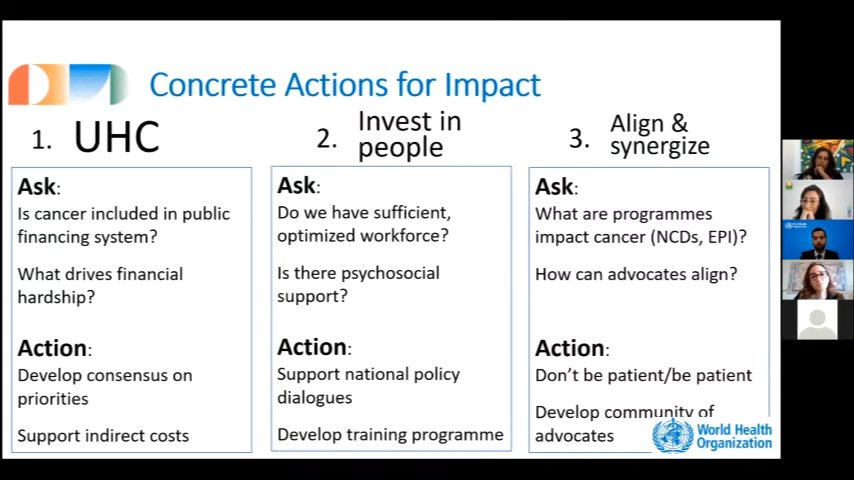 Concrete Actions for Impact
1. UHC
Ask:
Is cancer included in public
financing system?
What drives financial
hardship?
Action:
Develop consensus on
priorities
Support indirect costs
2. Invest in
people
Ask:
Do we have sufficient,
optimized workforce?
Is there psychosocial
support?
Action:
Support national policy
dialogues
Develop training programme
3. Align &
synergize
Ask:
What are programmes
impact cancer (NCDs, EPI)?
How can advocates align?
Action:
Don't be patient/be patient
Develop community of
advocates
World Health
Organization